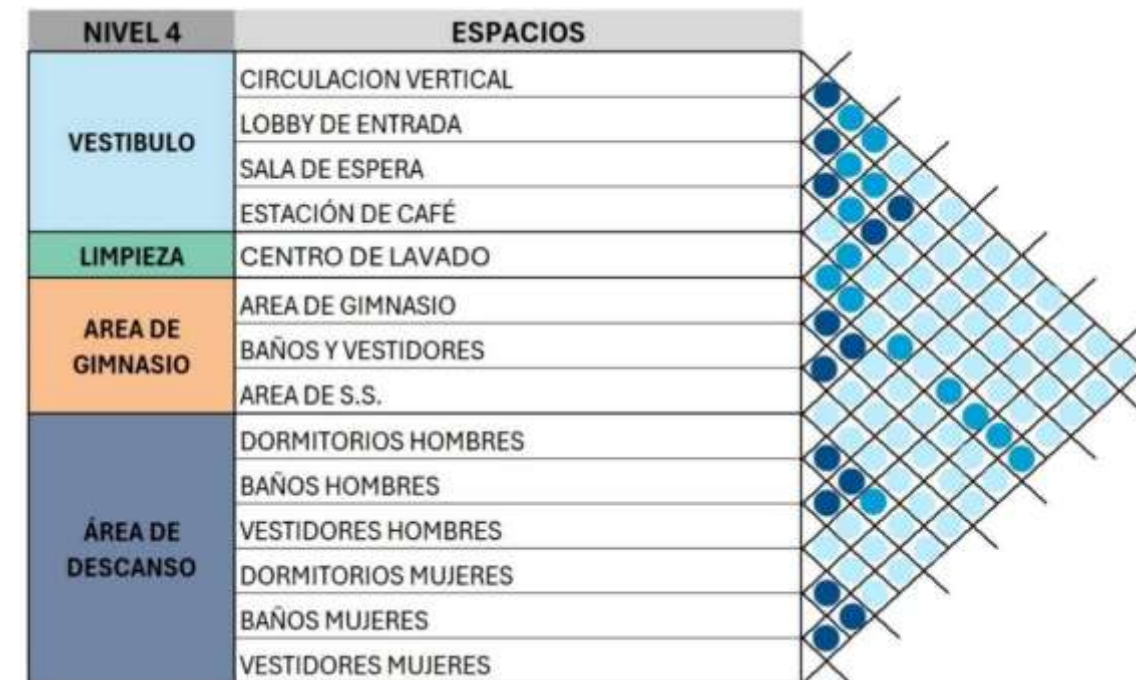 NIVEL 4
ESPACIOS
VESTIBULO
CIRCULACION VERTICAL
LOBBY DE ENTRADA
SALA DE ESPERA
ESTACIÓN DE CAFÉ
LIMPIEZA
CENTRO DE LAVADO
AREA DE
GIMNASIO
AREA DE GIMNASIO
BAÑOS Y VESTIDORES
AREA DE S.S.
ÁREA DE
DESCANSO
DORMITORIOS HOMBRES
BAÑOS HOMBRES
VESTIDORES HOMBRES
DORMITORIOS MUJERES
BAÑOS MUJERES
VESTIDORES MUJERES